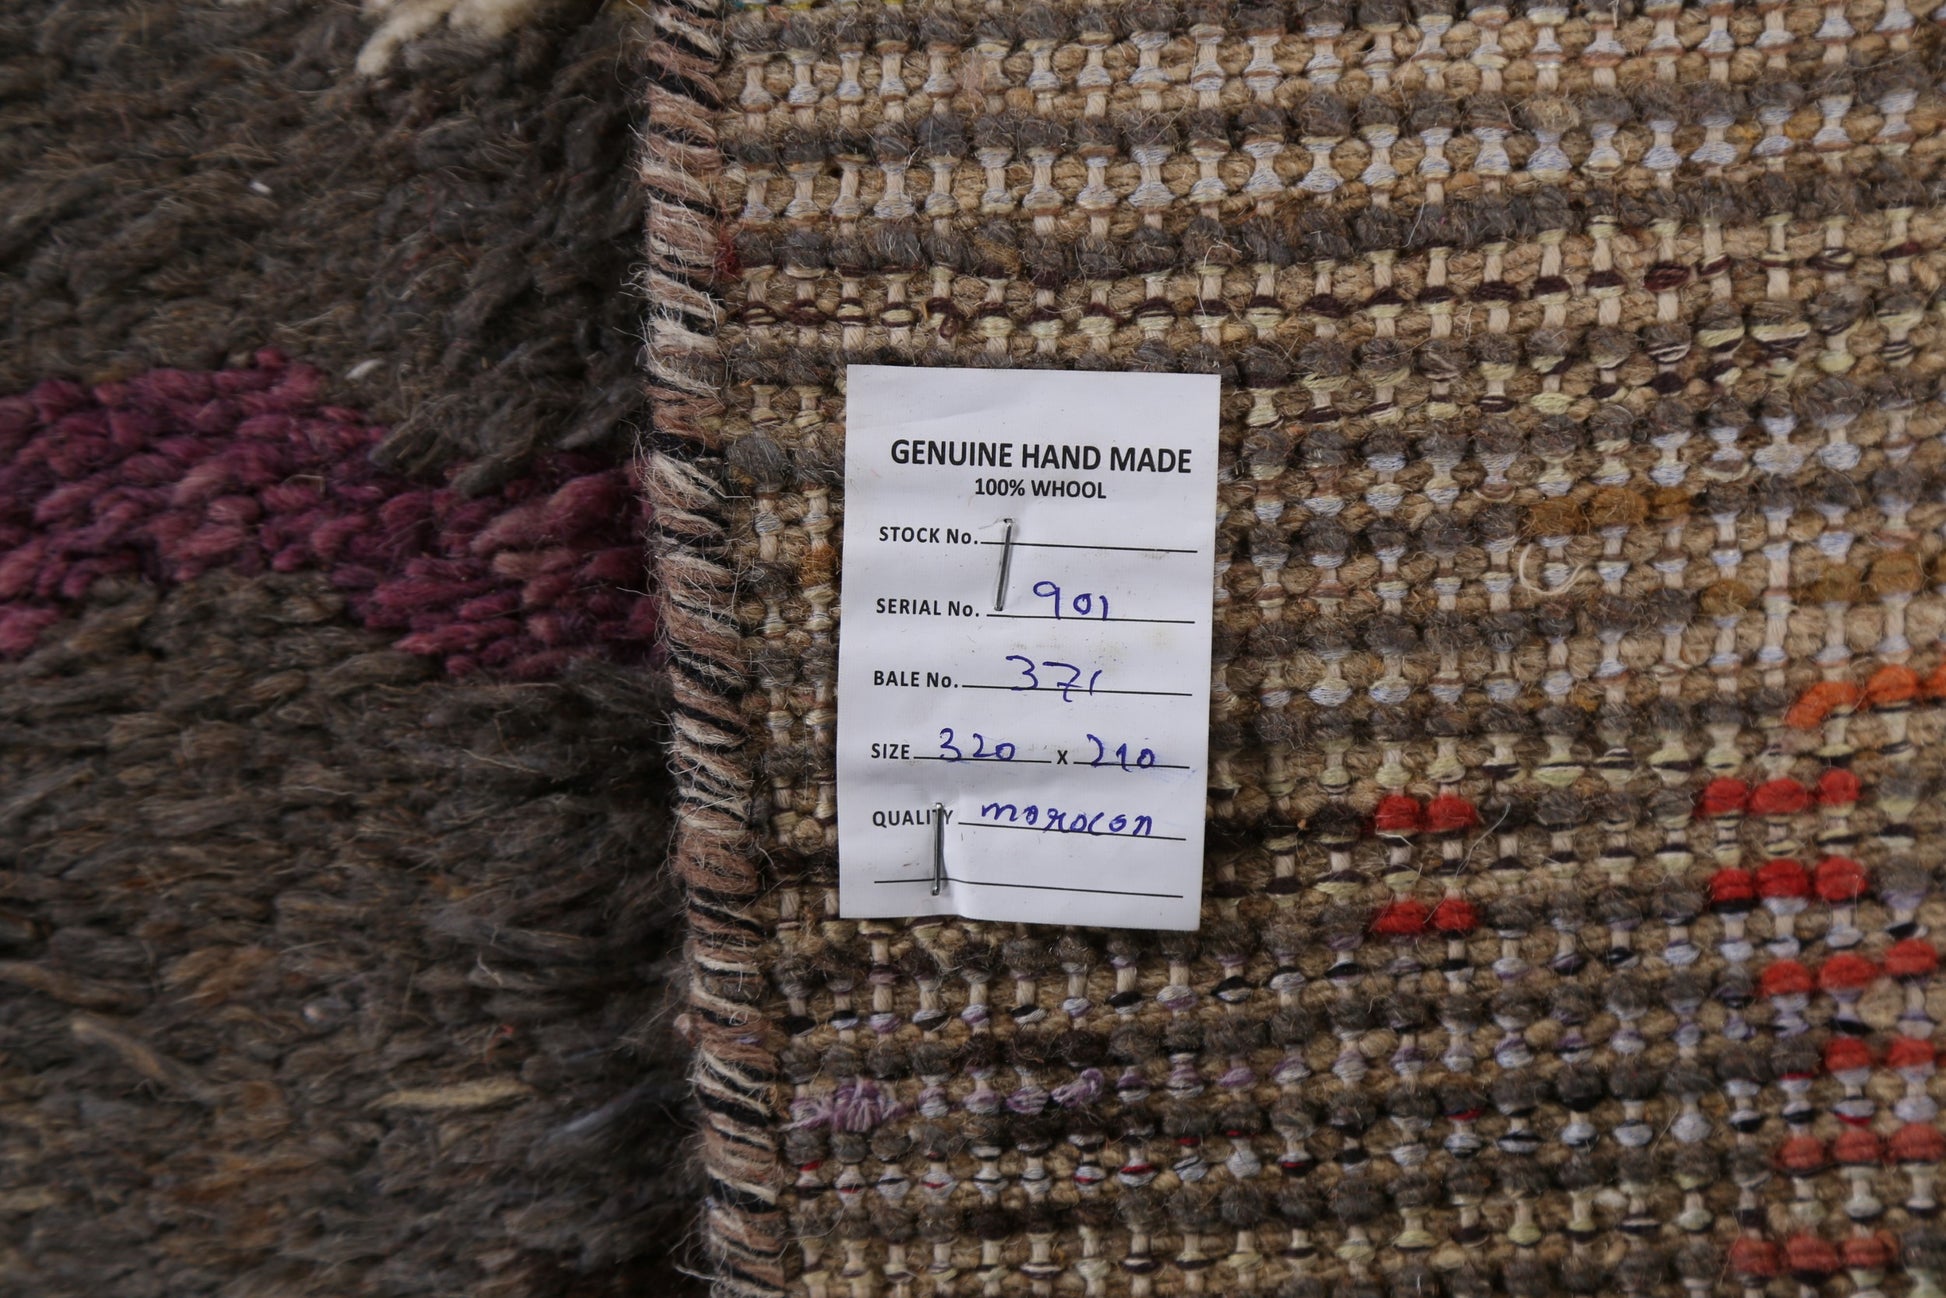 GENUINE HAND MADE
100% WHOOL
STOCK No.
SERIAL No. 901
BALE No. 371
SIZE 320 x 210
QUALITY morocon